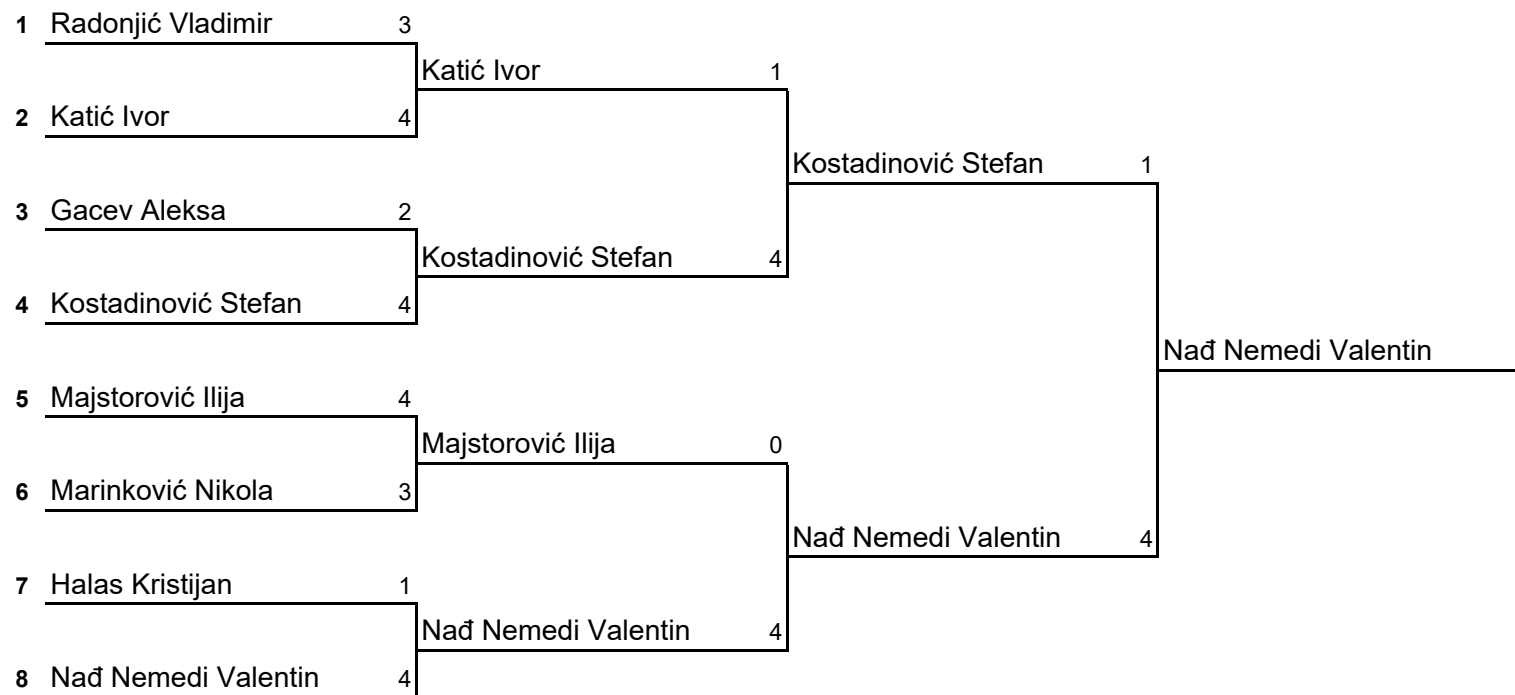 1 Radonjić Vladimir 3
Katić Ivor 1
2 Katić Ivor 4
Kostadinović Stefan 1
3 Gacev Aleksa 2
Kostadinović Stefan 4
4 Kostadinović Stefan 4
Nađ Nemedi Valentin
5 Majstorović Ilija 4
Majstorović Ilija 0
6 Marinković Nikola 3
Nađ Nemedi Valentin 4
7 Halas Kristijan 1
Nađ Nemedi Valentin 4
8 Nađ Nemedi Valentin 4